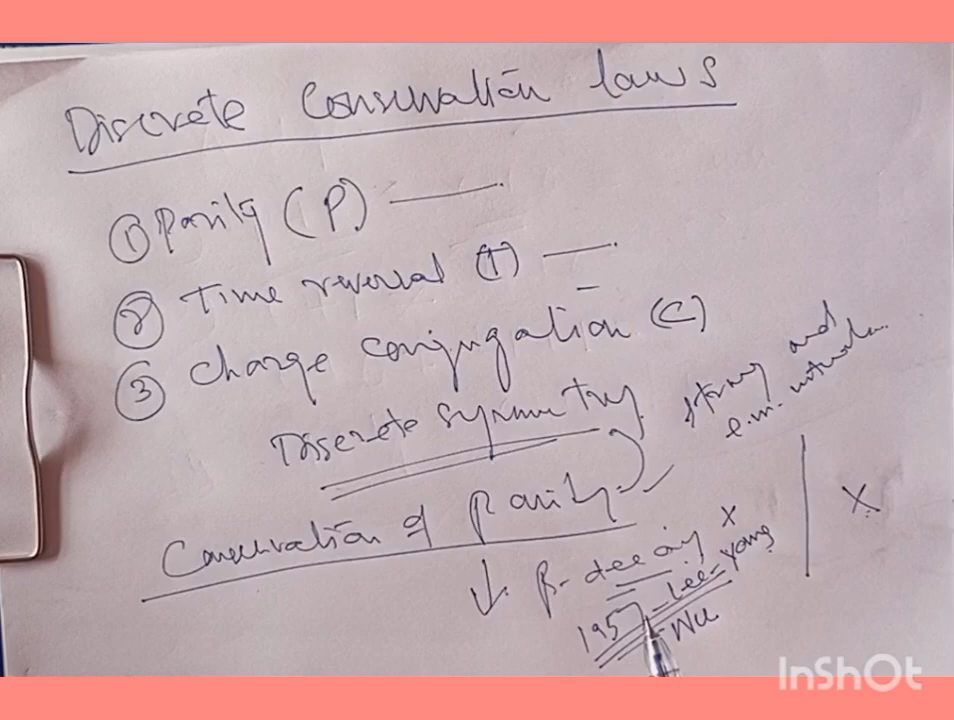 Discrete Conservation laws
① Parity (P) —
② Time reversal (T) —
③ Charge conjugation (C)
Discrete symmetry
strong and
e.m.
Conservation of Parity
↓ β-decay x
X
1957-Lee-Yang
-Wu
InShOt